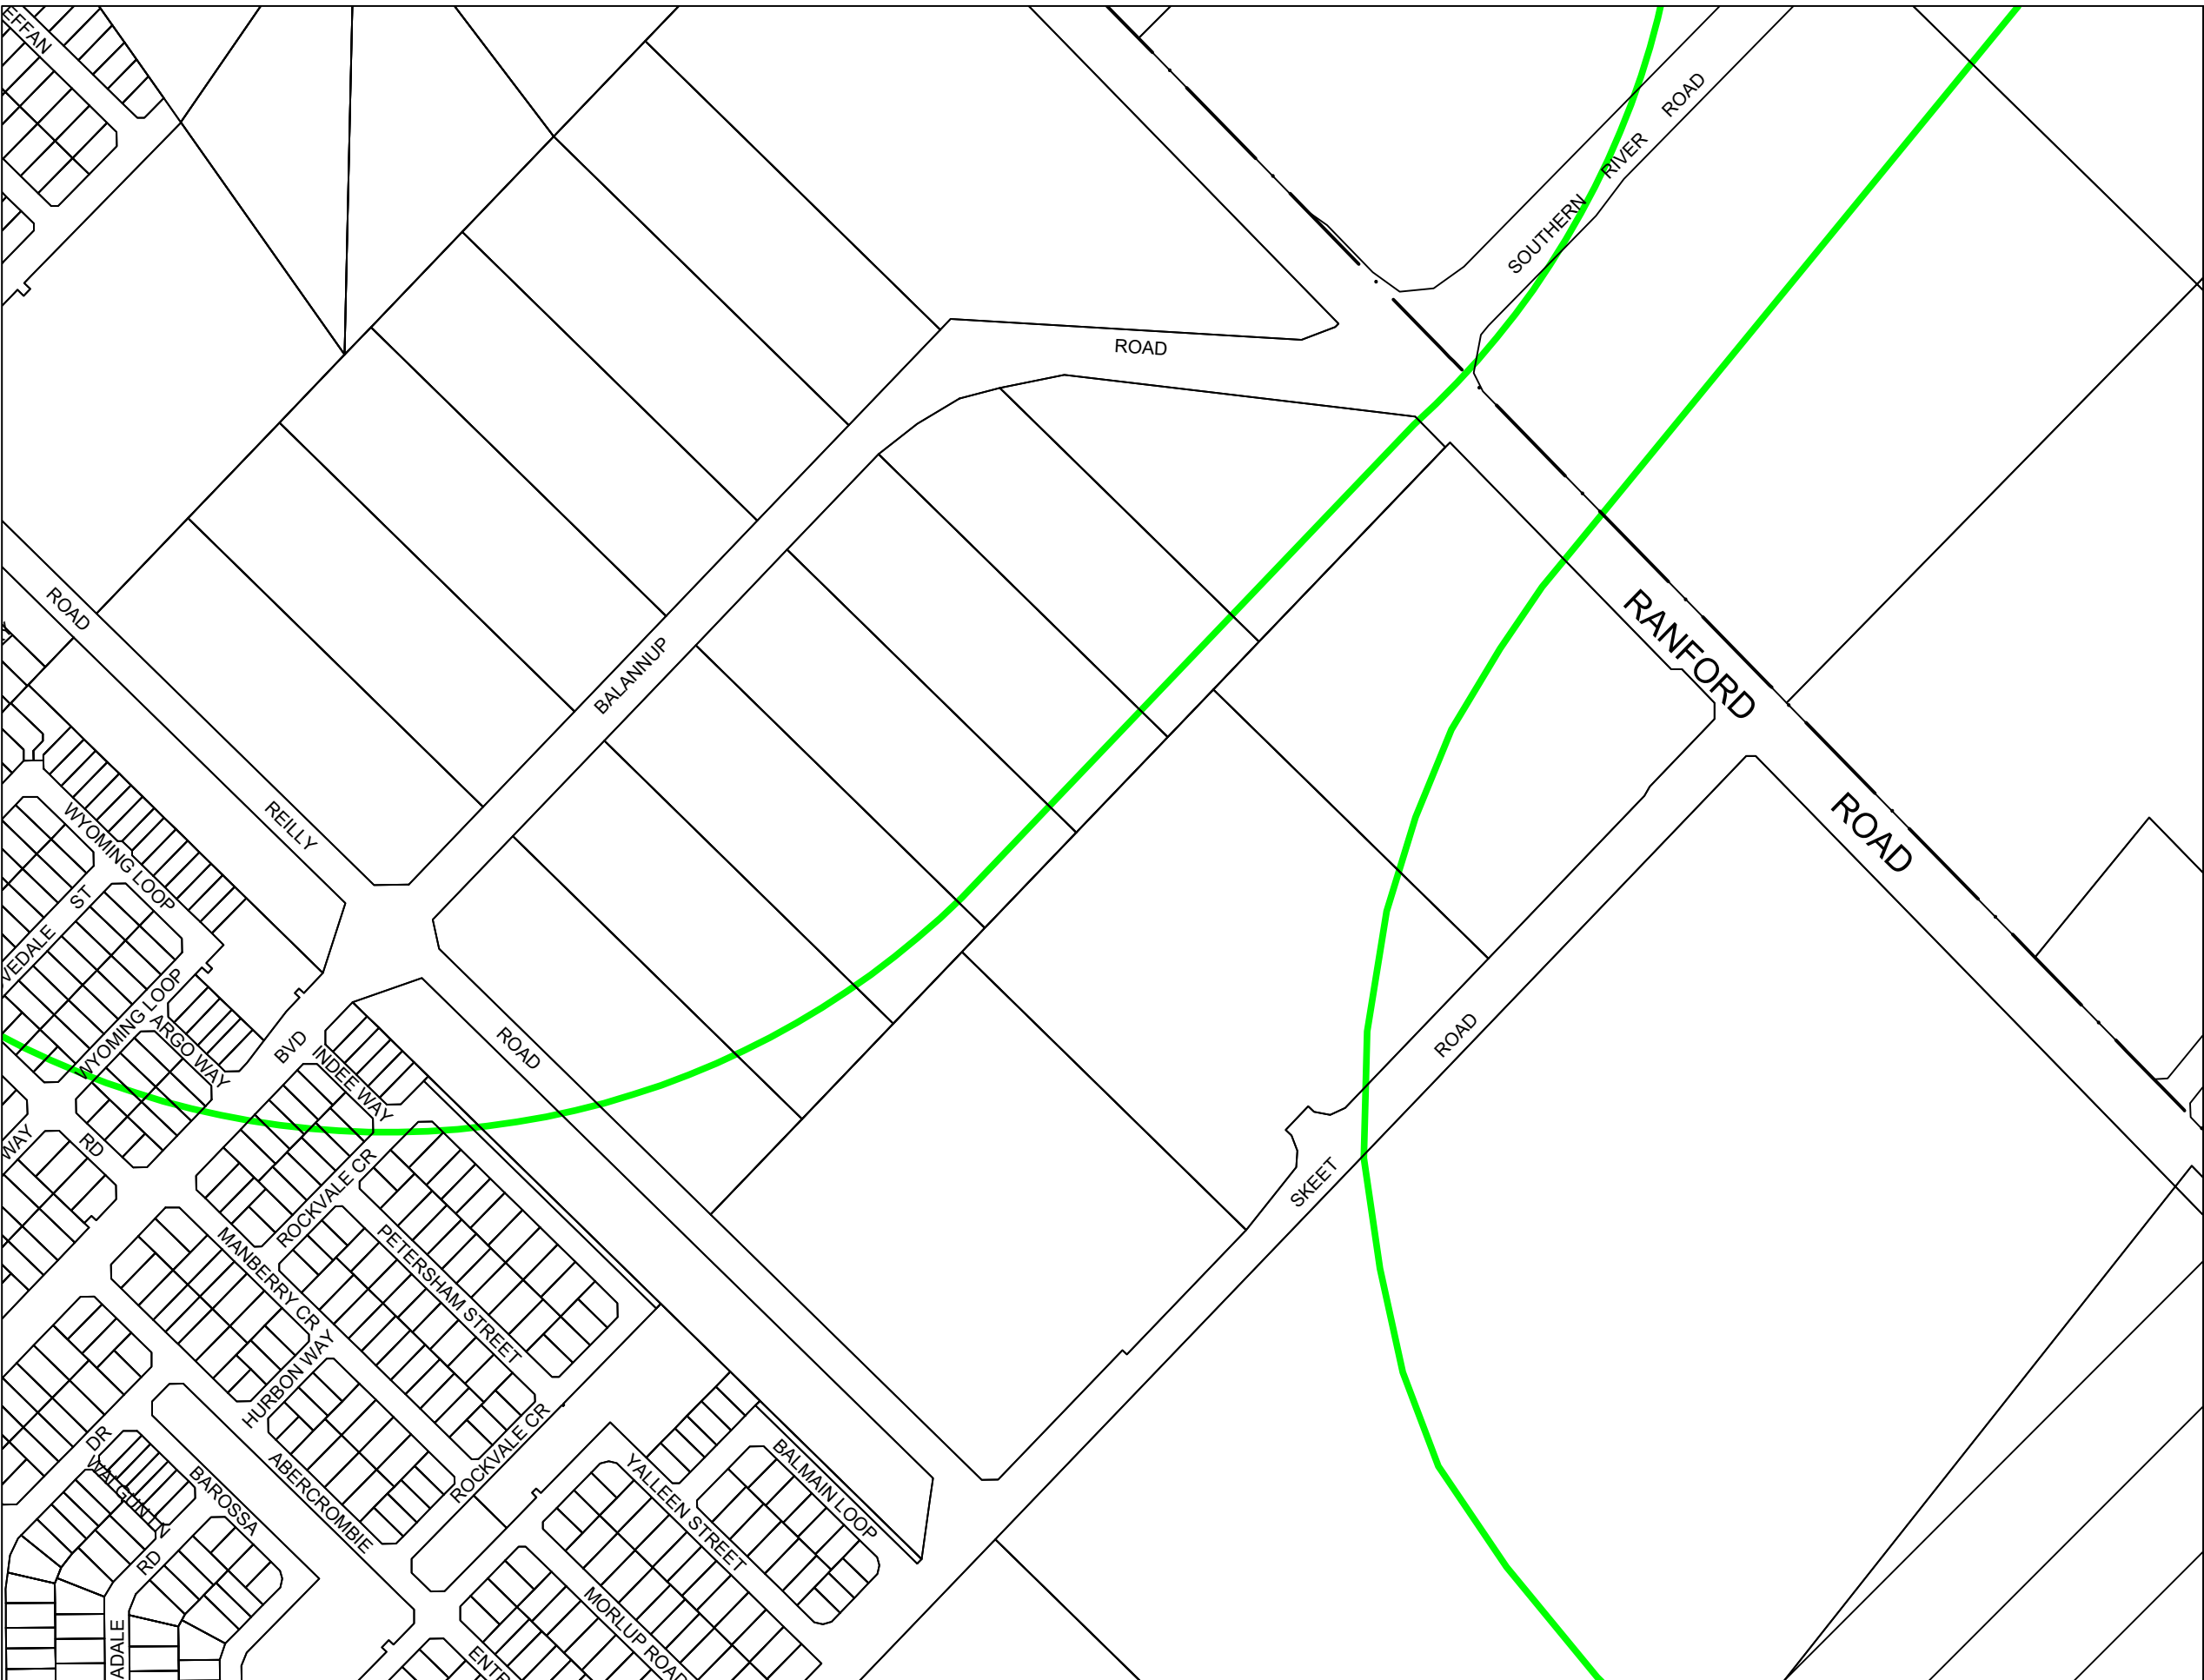 EFFAN
SOUTHERN RIVER ROAD
ROAD
ROAD
BALANNUP
RANFORD
ROAD
REILLY
WYOMING LOOP
VEDALE ST
WYOMING LOOP
ARGO WAY
BVD
INDEE WAY
ROAD
ROAD
SKEET
WAY
RD
ROCKVALE CR
MANBERRY CR
PETERSHAM STREET
HURBON WAY
ROCKVALE CR
DR
BAROSSA
ABERCROMBIE
RD
YALLEEN STREET
BALMAIN LOOP
MORLUP ROAD
ENTR
ADALE